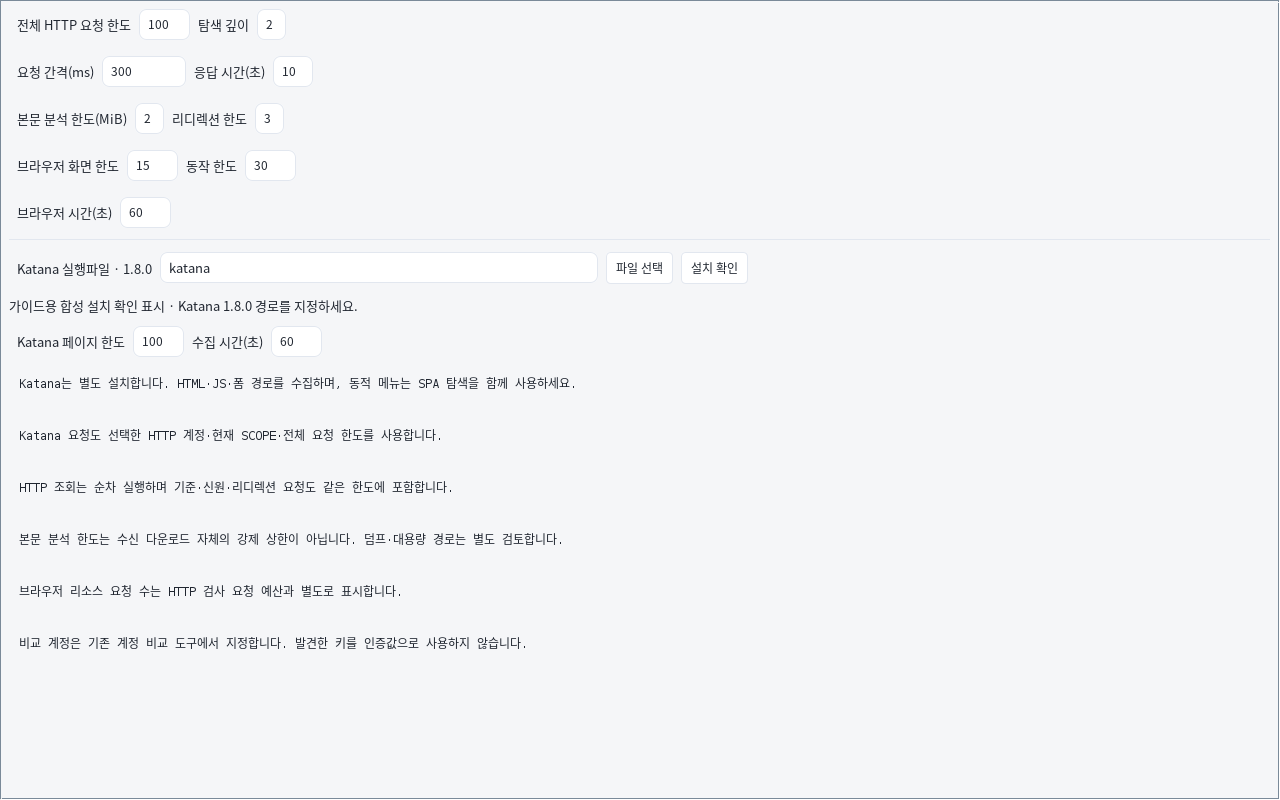 전체 HTTP 요청 한도 100 탐색 깊이 2
요청 간격(ms) 300 응답 시간(초) 10
본문 분석 한도(MiB) 2 리디렉션 한도 3
브라우저 화면 한도 15 동작 한도 30
브라우저 시간(초) 60
Katana 실행파일 · 1.8.0 katana 파일 선택 설치 확인
가이드용 합성 설치 확인 표시 · Katana 1.8.0 경로를 지정하세요.
Katana 페이지 한도 100 수집 시간(초) 60
Katana는 별도 설치합니다. HTML·JS·폼 경로를 수집하며, 동적 메뉴는 SPA 탐색을 함께 사용하세요.
Katana 요청도 선택한 HTTP 계정·현재 SCOPE·전체 요청 한도를 사용합니다.
HTTP 조회는 순차 실행하며 기준·신원·리디렉션 요청도 같은 한도에 포함합니다.
본문 분석 한도는 수신 다운로드 자체의 강제 상한이 아닙니다. 덤프·대용량 경로는 별도 검토합니다.
브라우저 리소스 요청 수는 HTTP 검사 요청 예산과 별도로 표시합니다.
비교 계정은 기존 계정 비교 도구에서 지정합니다. 발견한 키를 인증값으로 사용하지 않습니다.